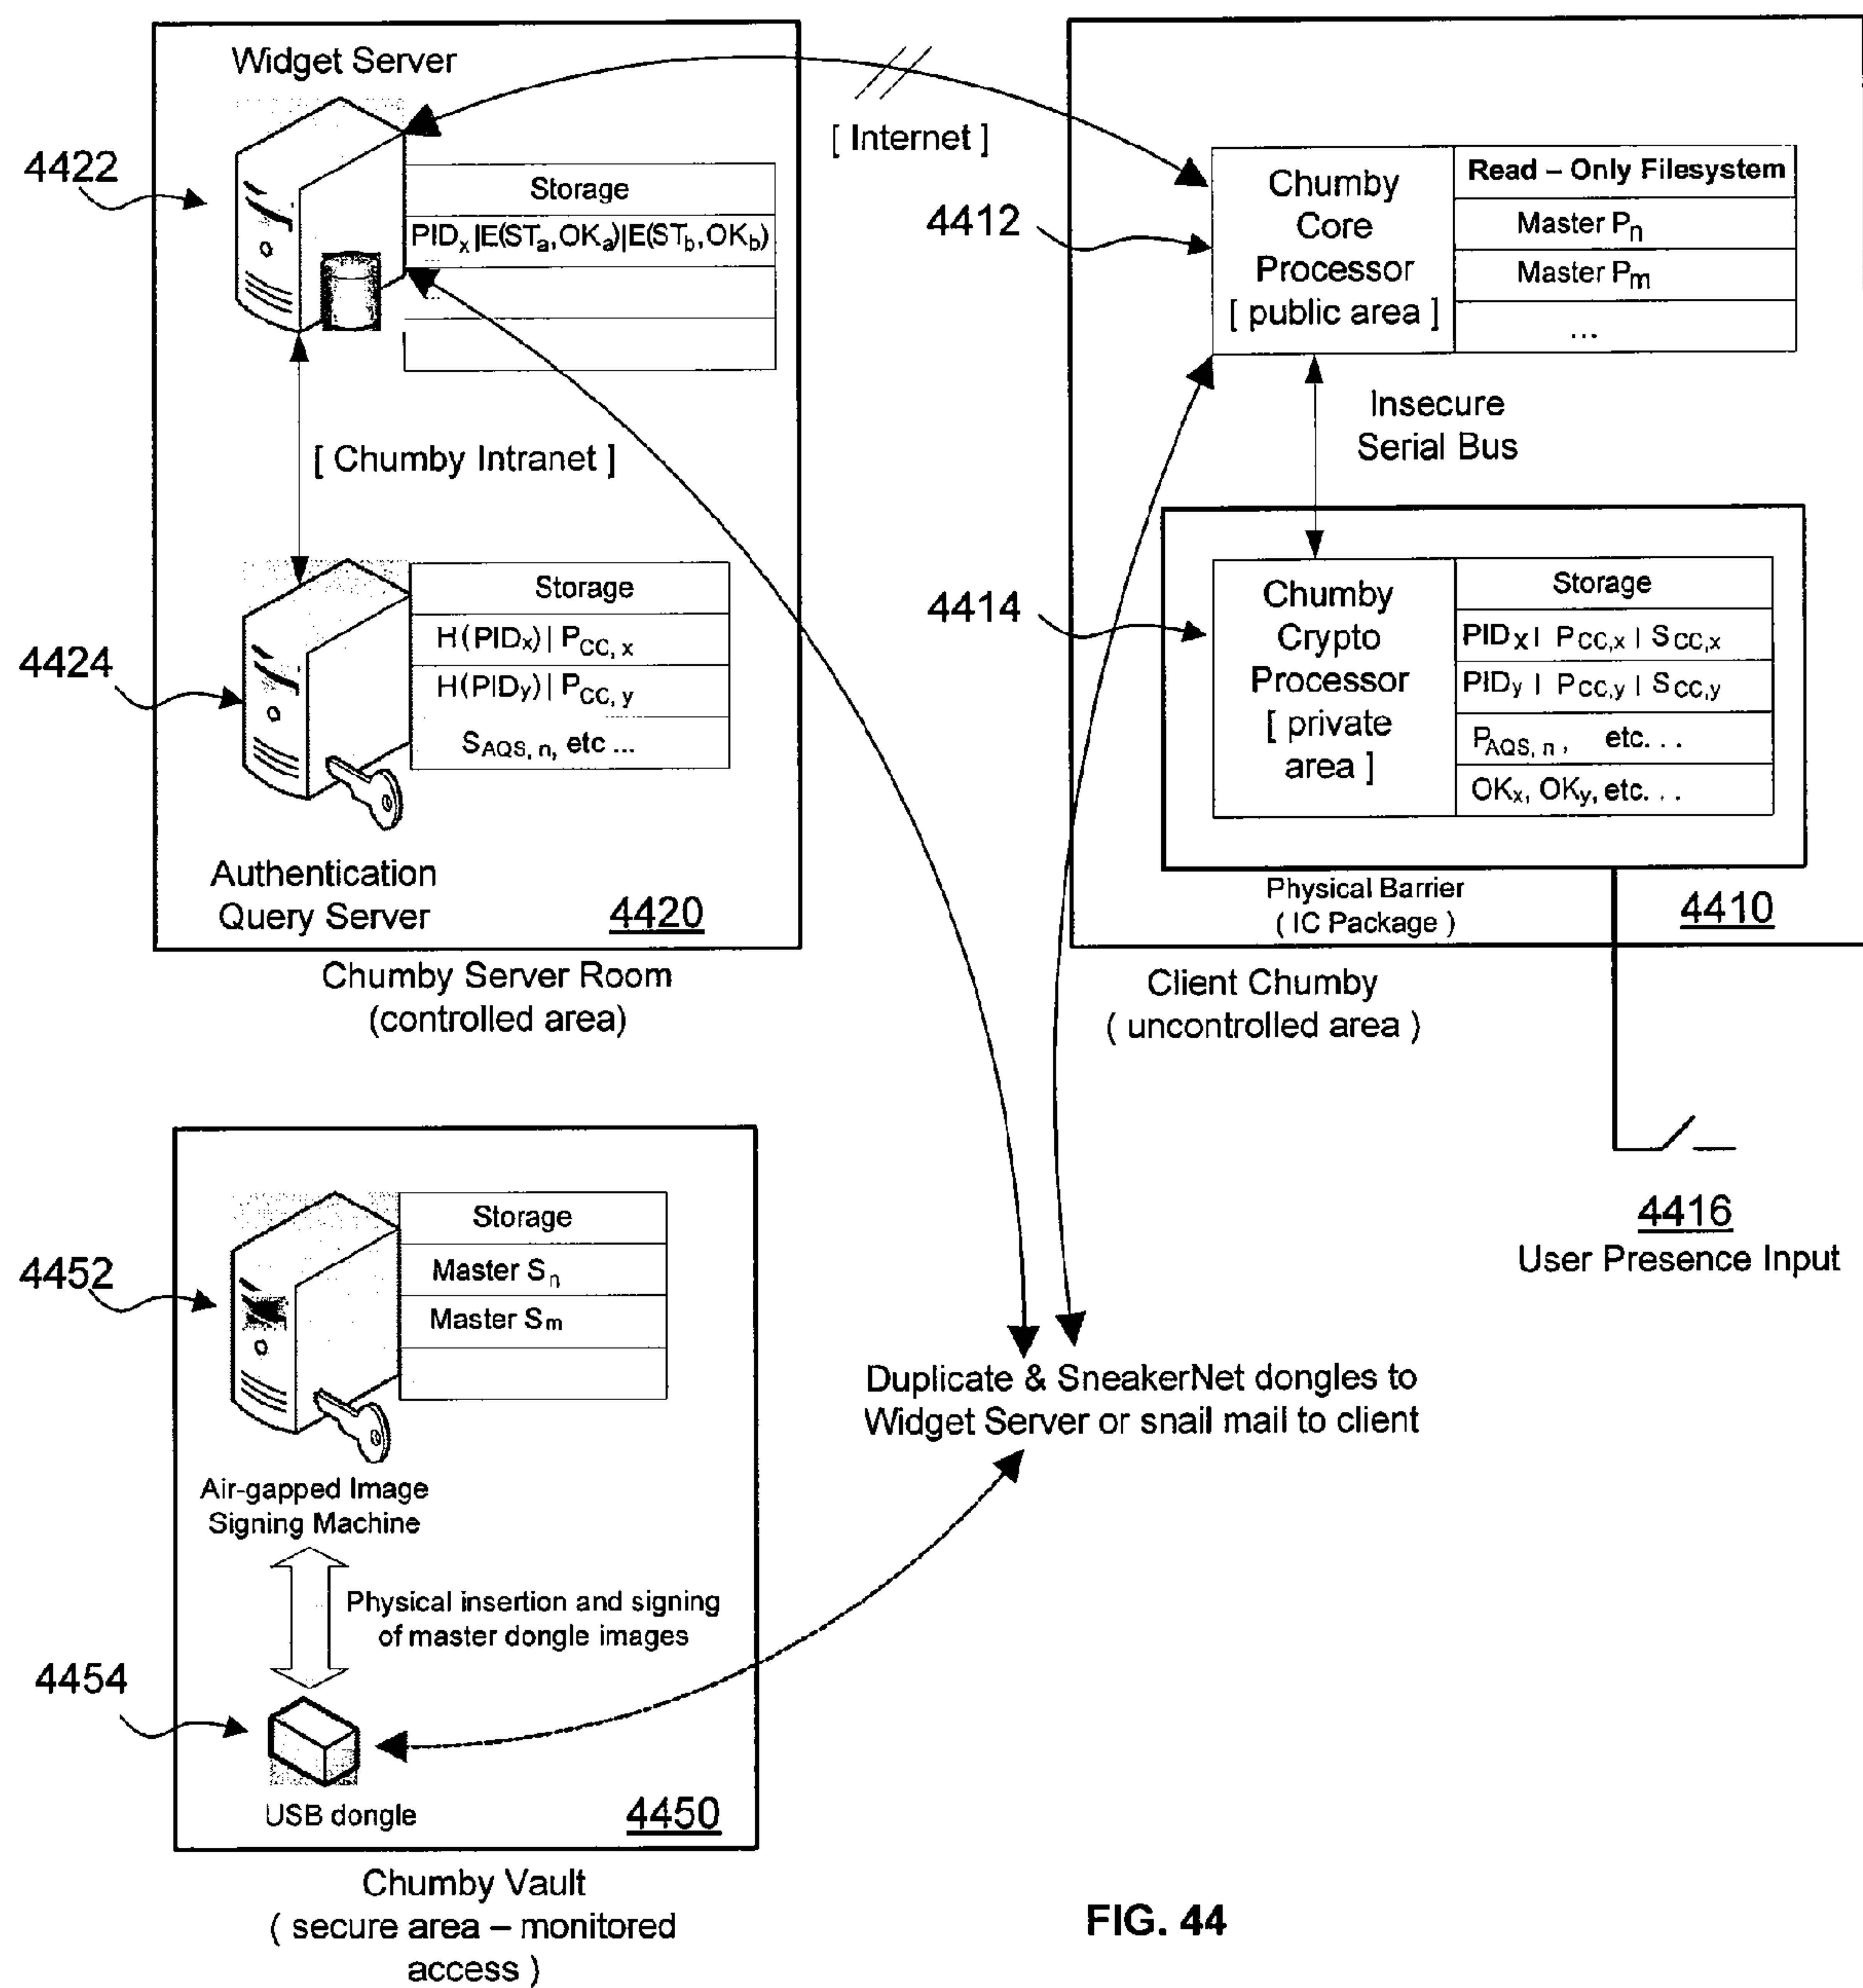 Widget Server
4422
Storage
PIDx|E(STa,OKa)|E(STb,OKb)
[ Chumby Intranet ]
4424
Storage
H(PIDx)| PCC, x
H(PIDy)| PCC, y
SAQS, n, etc ...
Authentication
Query Server
4420
Chumby Server Room
(controlled area)
[ Internet ]
4412
Chumby
Core
Processor
[ public area ]
Read – Only Filesystem
Master Pn
Master Pm
...
Insecure
Serial Bus
4414
Chumby
Crypto
Processor
[ private
area ]
Storage
PIDx | PCC,x | SCC,x
PIDy | PCC,y | SCC,y
PAQS, n, etc. . .
OKx, OKy, etc. . .
Physical Barrier
( IC Package )
4410
Client Chumby
( uncontrolled area )
4416
User Presence Input
4452
Storage
Master Sn
Master Sm
Air-gapped Image
Signing Machine
Physical insertion and signing
of master dongle images
4454
USB dongle
4450
Chumby Vault
( secure area – monitored
access )
Duplicate & SneakerNet dongles to
Widget Server or snail mail to client
FIG. 44